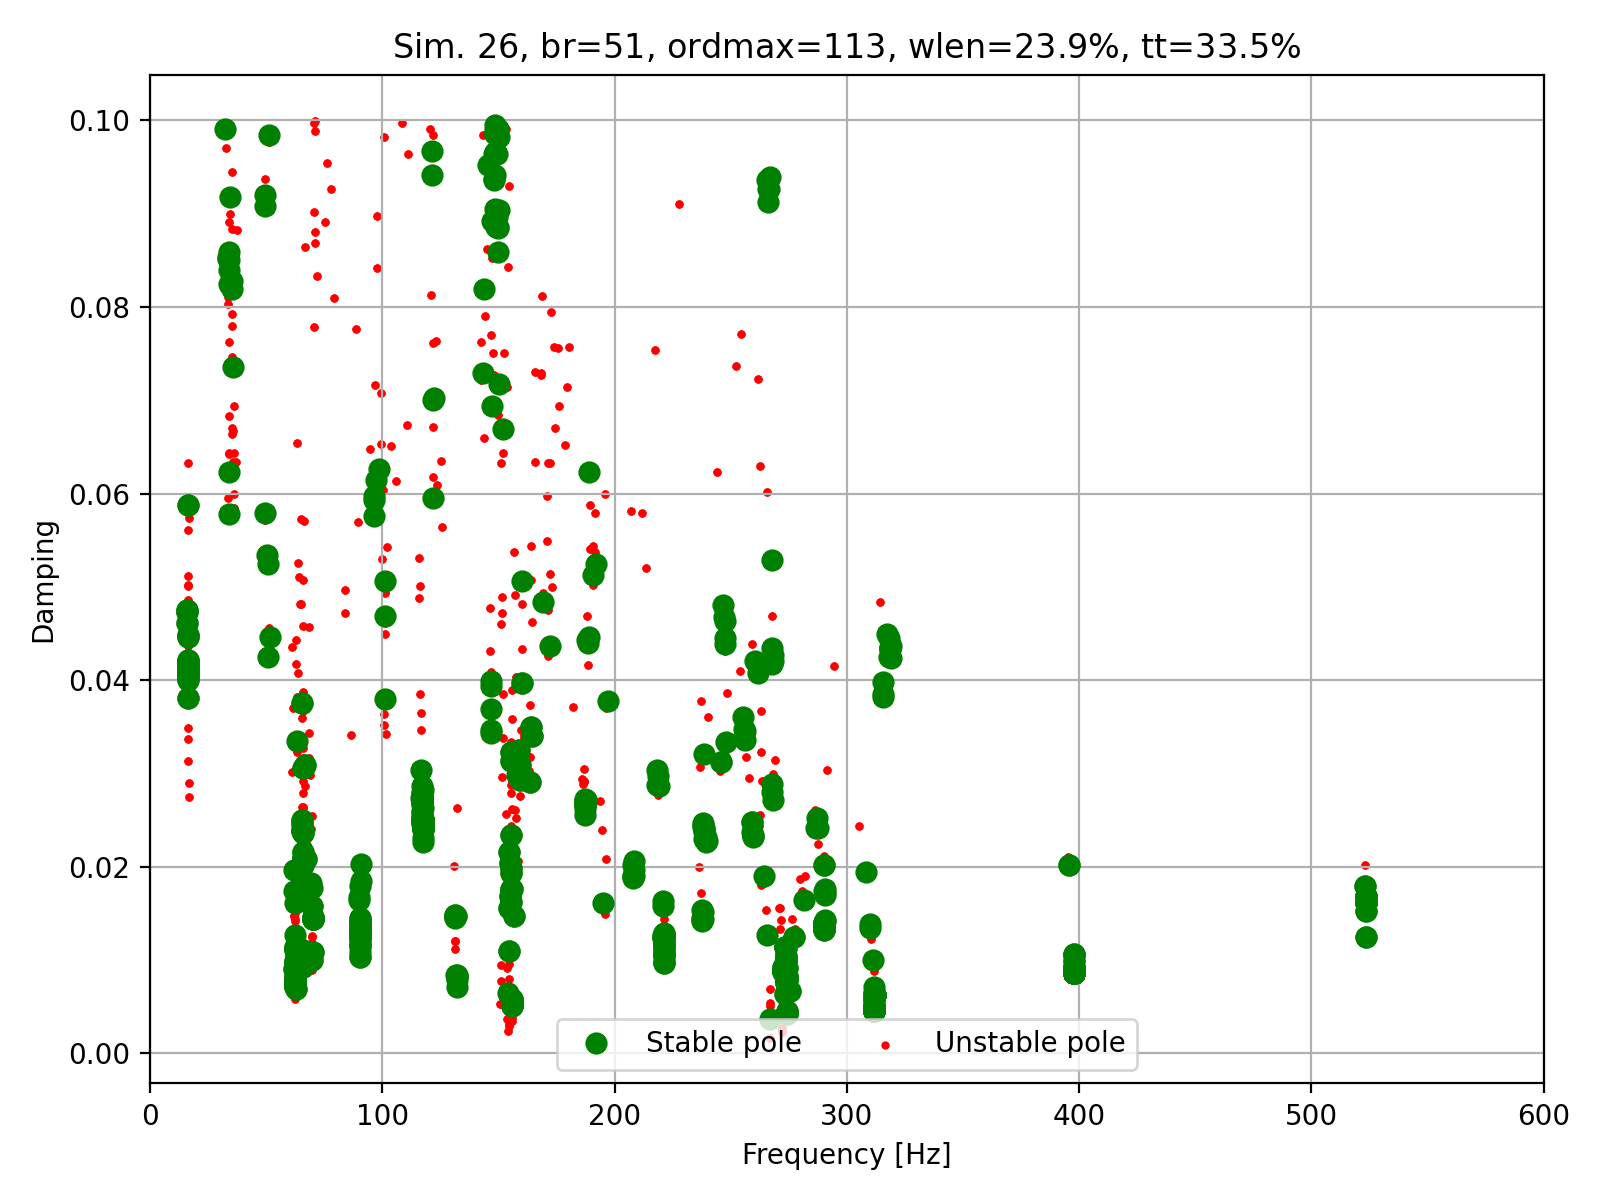 Sim. 26, br=51, ordmax=113, wlen=23.9%, tt=33.5%
0.10
0.08
0.06
0.04
0.02
0.00
Damping
Stable pole
Unstable pole
0 100 200 300 400 500 600
Frequency [Hz]